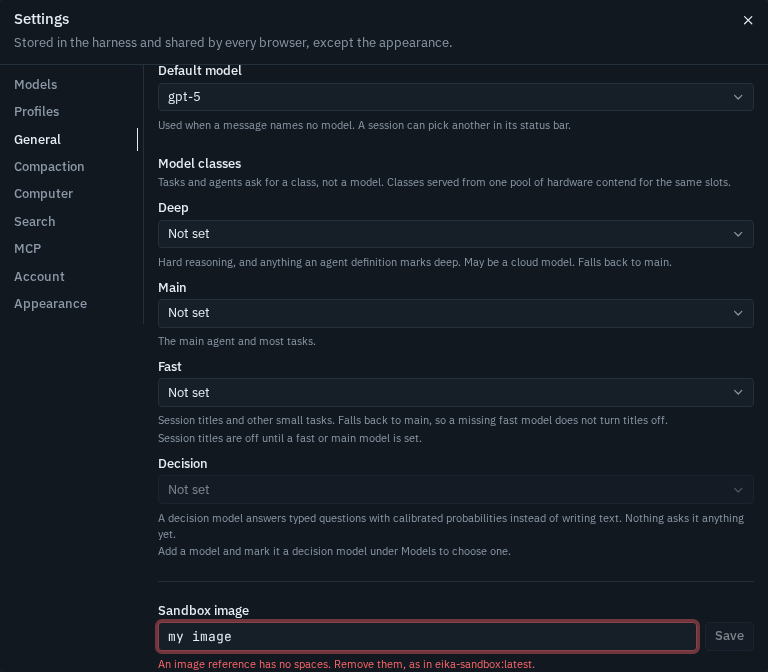 Settings
Stored in the harness and shared by every browser, except the appearance.
Models
Profiles
General
Compaction
Computer
Search
MCP
Account
Appearance
Default model
gpt-5
Used when a message names no model. A session can pick another in its status bar.
Model classes
Tasks and agents ask for a class, not a model. Classes served from one pool of hardware contend for the same slots.
Deep
Not set
Hard reasoning, and anything an agent definition marks deep. May be a cloud model. Falls back to main.
Main
Not set
The main agent and most tasks.
Fast
Not set
Session titles and other small tasks. Falls back to main, so a missing fast model does not turn titles off.
Session titles are off until a fast or main model is set.
Decision
Not set
A decision model answers typed questions with calibrated probabilities instead of writing text. Nothing asks it anything
yet.
Add a model and mark it a decision model under Models to choose one.
Sandbox image
my image
Save
An image reference has no spaces. Remove them, as in eika-sandbox:latest.